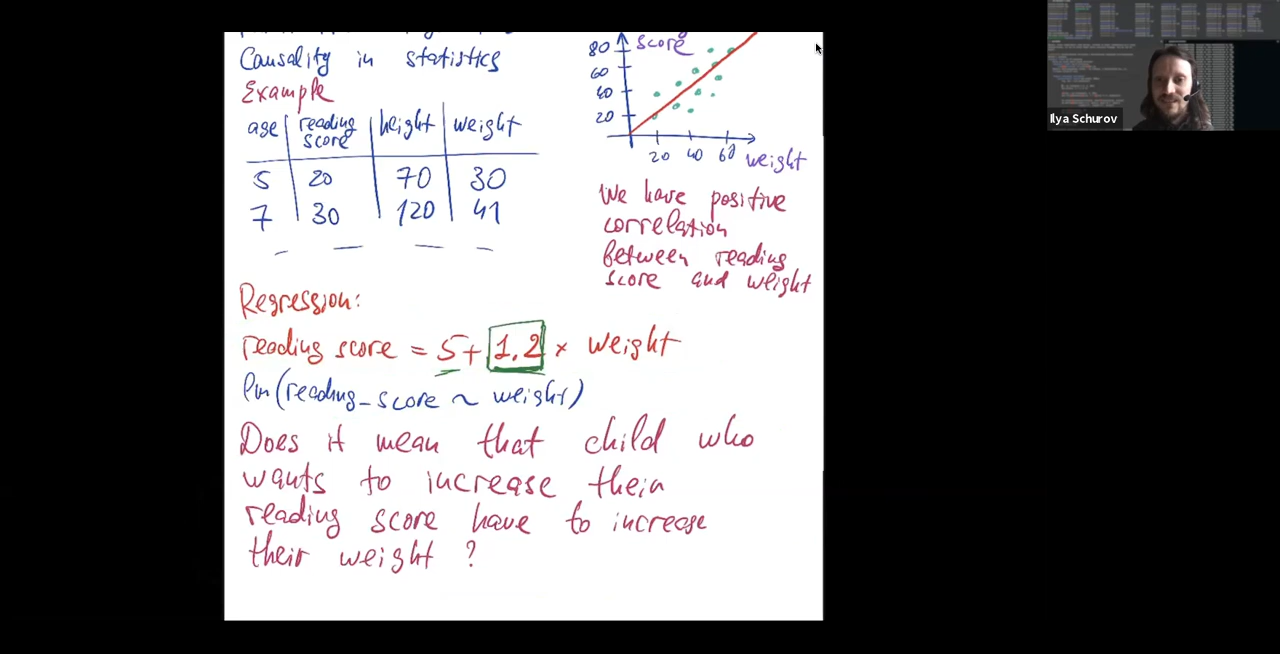 Causality in statistics
Example
age reading score height weight
5 20 70 30
7 30 120 41
score
80
60
40
20
20 40 60 weight
We have positive
correlation
between reading
score and weight
Regression:
reading score = 5 + 1.2 × weight
lm(reading_score ~ weight)
Does it mean that child who
wants to increase their
reading score have to increase
their weight ?
Ilya Schurov